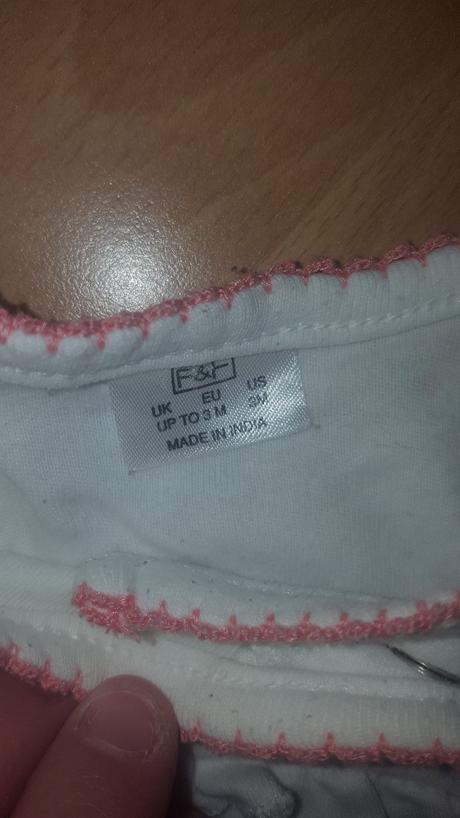 F&F
UK EU US
UP TO 3 M 3M
MADE IN INDIA